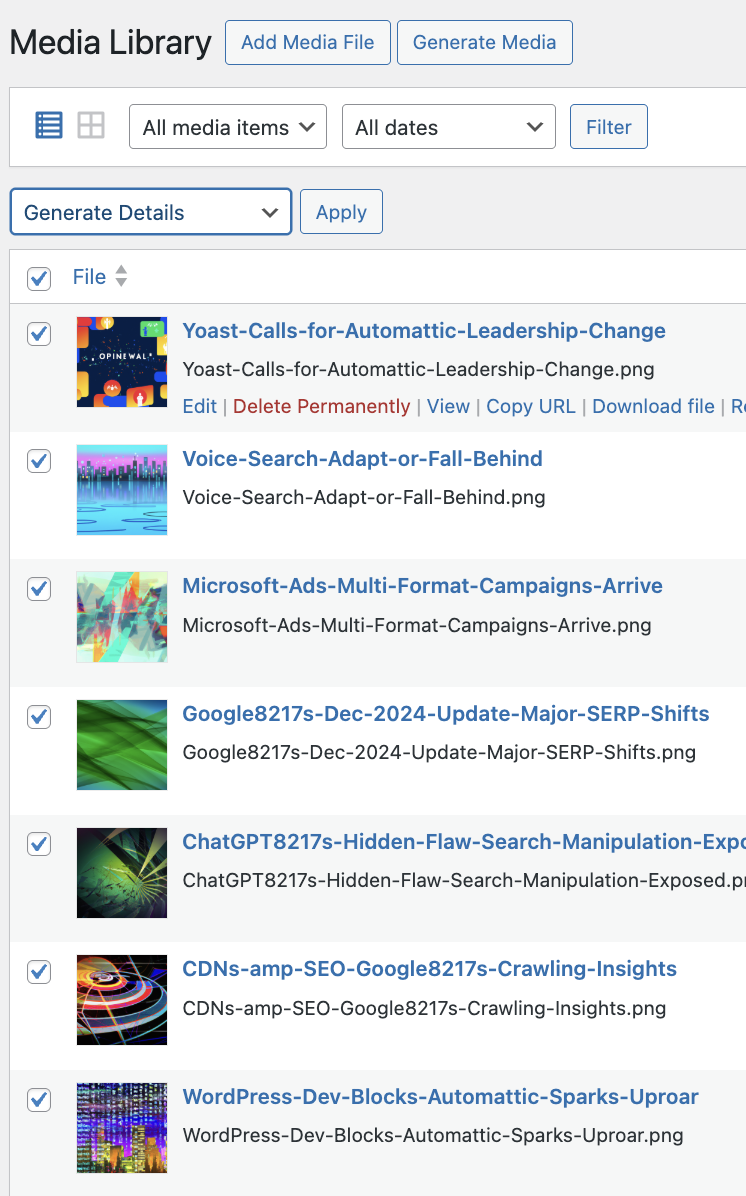 Media Library Add Media File Generate Media
All media items All dates Filter
Generate Details Apply
File
Yoast-Calls-for-Automattic-Leadership-Change
OPINEWAL
Yoast-Calls-for-Automattic-Leadership-Change.png
Edit | Delete Permanently | View | Copy URL | Download file |
Voice-Search-Adapt-or-Fall-Behind
Voice-Search-Adapt-or-Fall-Behind.png
Microsoft-Ads-Multi-Format-Campaigns-Arrive
Microsoft-Ads-Multi-Format-Campaigns-Arrive.png
Google8217s-Dec-2024-Update-Major-SERP-Shifts
Google8217s-Dec-2024-Update-Major-SERP-Shifts.png
ChatGPT8217s-Hidden-Flaw-Search-Manipulation-Expo
ChatGPT8217s-Hidden-Flaw-Search-Manipulation-Exposed.p
CDNs-amp-SEO-Google8217s-Crawling-Insights
CDNs-amp-SEO-Google8217s-Crawling-Insights.png
WordPress-Dev-Blocks-Automattic-Sparks-Uproar
WordPress-Dev-Blocks-Automattic-Sparks-Uproar.png